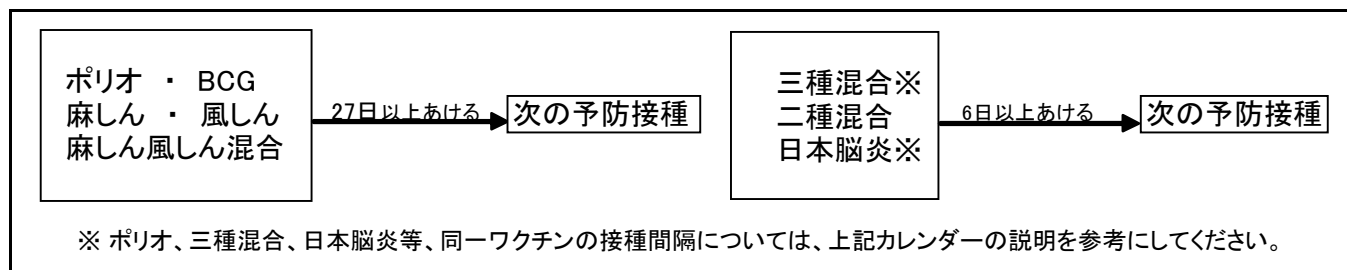 ポリオ ・ BCG
麻しん ・ 風しん
麻しん風しん混合
27日以上あける
次の予防接種
三種混合※
二種混合
日本脳炎※
6日以上あける
次の予防接種
※ ポリオ、三種混合、日本脳炎等、同一ワクチンの接種間隔については、上記カレンダーの説明を参考にしてください。